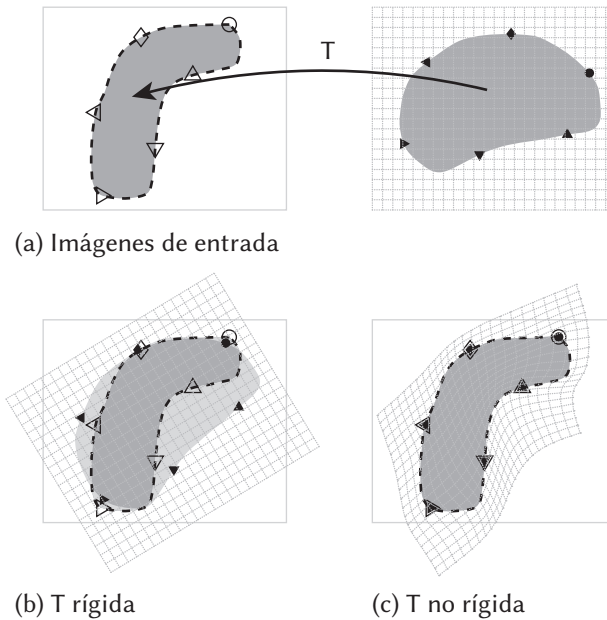 T
(a) Imágenes de entrada
(b) T rígida
(c) T no rígida